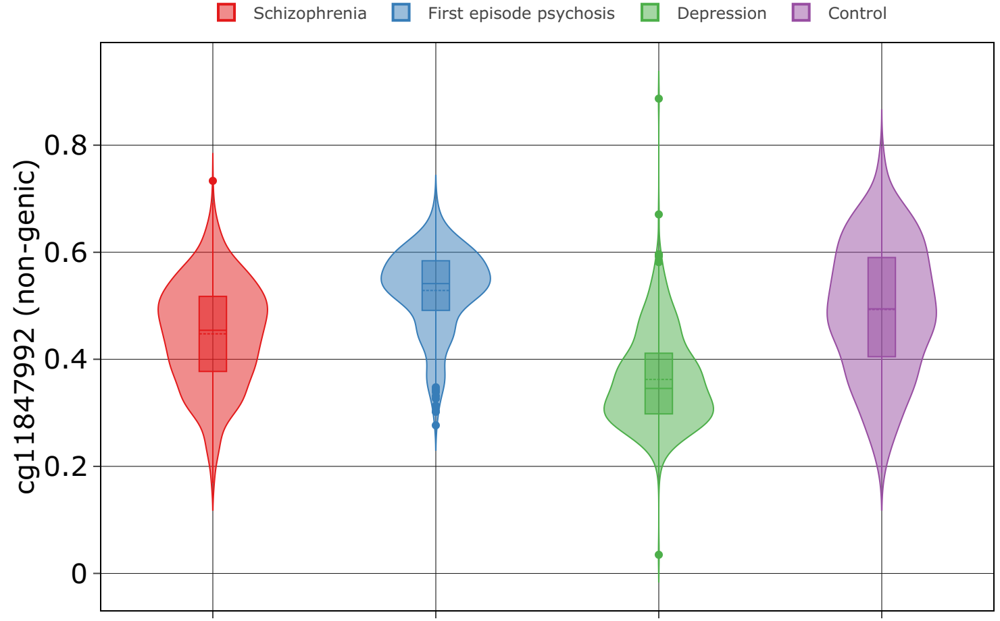 Schizophrenia First episode psychosis Depression Control
cg11847992 (non-genic)
0.8
0.6
0.4
0.2
0